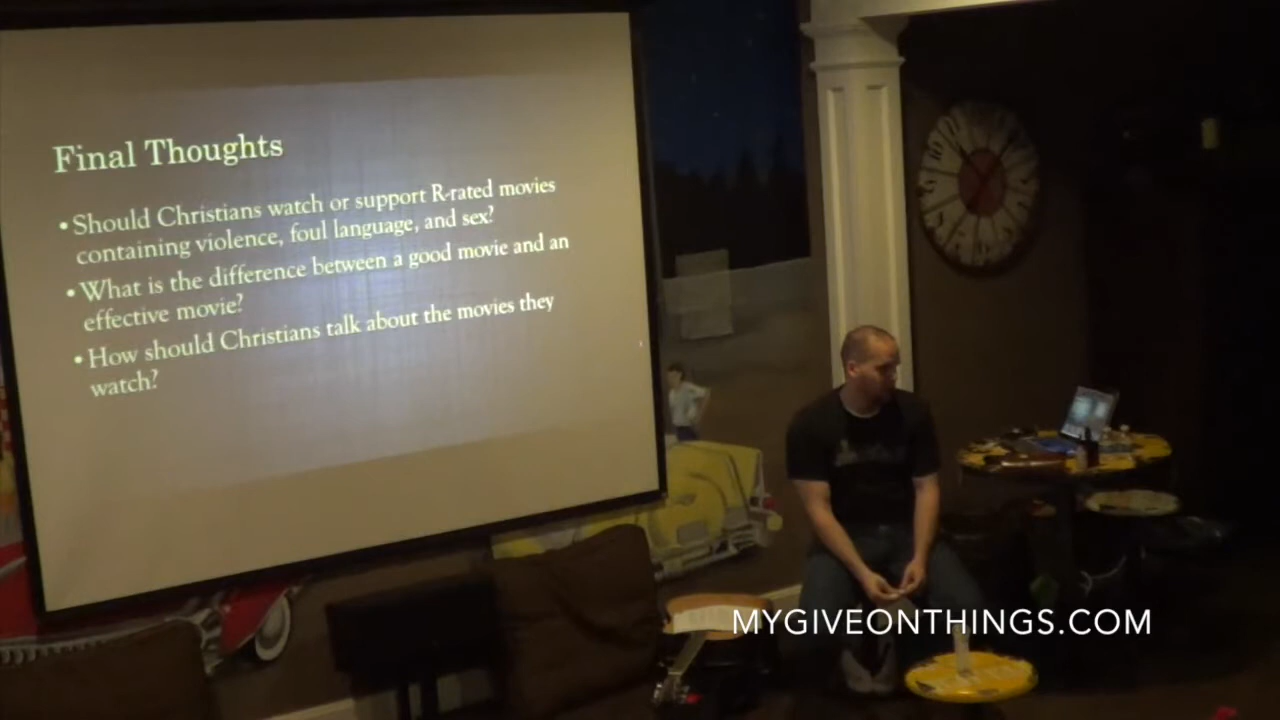 Final Thoughts
• Should Christians watch or support R-rated movies
containing violence, foul language, and sex?
• What is the difference between a good movie and an
effective movie?
• How should Christians talk about the movies they
watch?
MYGIVEONTHINGS.COM